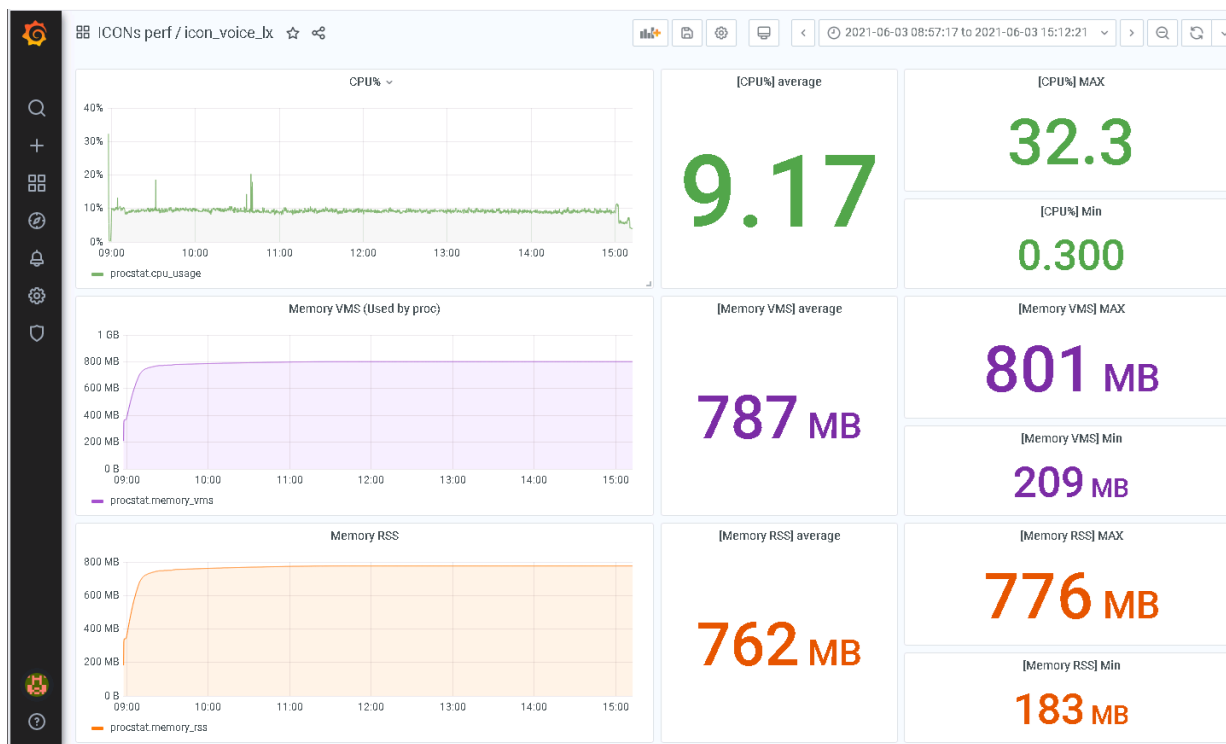 ICONs perf / icon_voice_lx
2021-06-03 08:57:17 to 2021-06-03 15:12:21
CPU%
40%
30%
20%
10%
0%
09:00 10:00 11:00 12:00 13:00 14:00 15:00
procstat.cpu_usage
[CPU%] average
9.17
[CPU%] MAX
32.3
[CPU%] Min
0.300
Memory VMS (Used by proc)
1 GB
800 MB
600 MB
400 MB
200 MB
0 B
09:00 10:00 11:00 12:00 13:00 14:00 15:00
procstat.memory_vms
[Memory VMS] average
787 MB
[Memory VMS] MAX
801 MB
[Memory VMS] Min
209 MB
Memory RSS
800 MB
600 MB
400 MB
200 MB
0 B
09:00 10:00 11:00 12:00 13:00 14:00 15:00
procstat.memory_rss
[Memory RSS] average
762 MB
[Memory RSS] MAX
776 MB
[Memory RSS] Min
183 MB